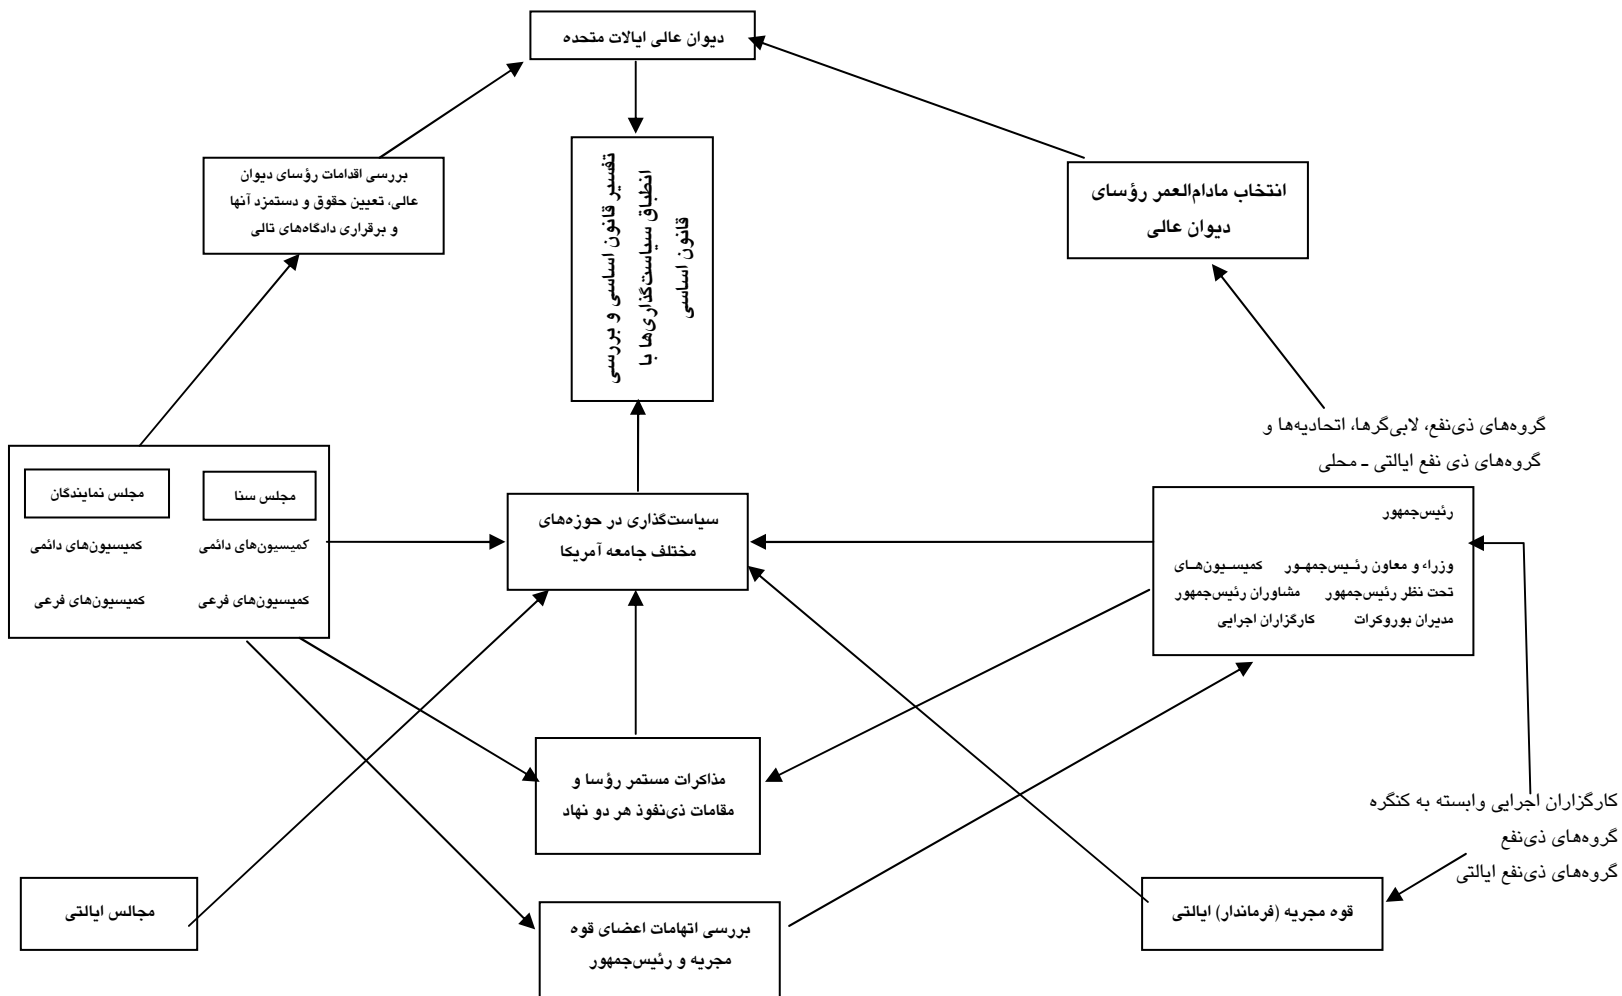 دیوان عالی ایالات متحده
انتخاب مادام‌العمر رؤسای
دیوان عالی
تفسیر قانون اساسی و بررسی
انطباق سیاست‌گذاری‌ها با
قانون اساسی
بررسی اقدامات رؤسای دیوان
عالی، تعیین حقوق و دستمزد آنها
و برقراری دادگاه‌های تالی
گروه‌های ذی‌نفع، لابی‌گرها، اتحادیه‌ها و
گروه‌های ذی نفع ایالتی ـ محلی
رئیس‌جمهور
وزراء و معاون رئیس‌جمهور کمیسیون‌های
تحت نظر رئیس‌جمهور مشاوران رئیس‌جمهور
مدیران بوروکرات کارگزاران اجرایی
سیاست‌گذاری در حوزه‌های
مختلف جامعه آمریکا
مجلس سنا
کمیسیون‌های دائمی
کمیسیون‌های فرعی
مجلس نمایندگان
کمیسیون‌های دائمی
کمیسیون‌های فرعی
مذاکرات مستمر رؤسا و
مقامات ذی‌نفوذ هر دو نهاد
کارگزاران اجرایی وابسته به کنگره
گروه‌های ذی‌نفع
گروه‌های ذی‌نفع ایالتی
قوه مجریه (فرماندار) ایالتی
بررسی اتهامات اعضای قوه
مجریه و رئیس‌جمهور
مجالس ایالتی